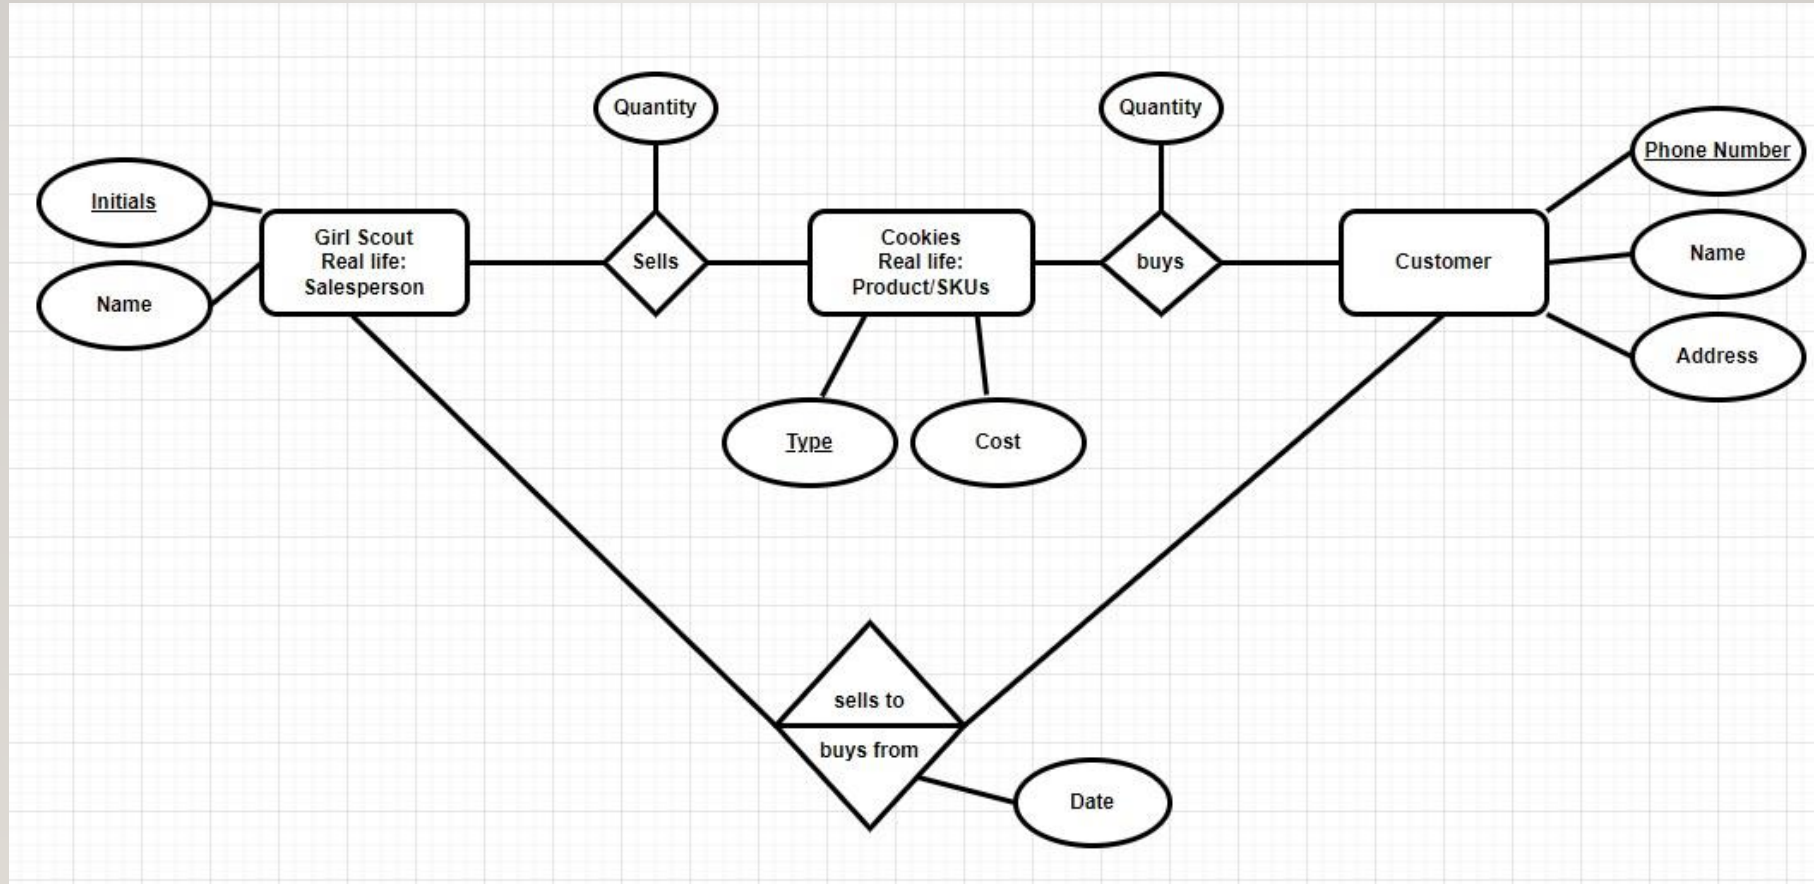 Quantity
Quantity
Phone Number
Initials
Girl Scout
Real life:
Salesperson
Sells
Cookies
Real life:
Product/SKUs
buys
Customer
Name
Name
Address
Type
Cost
sells to
buys from
Date